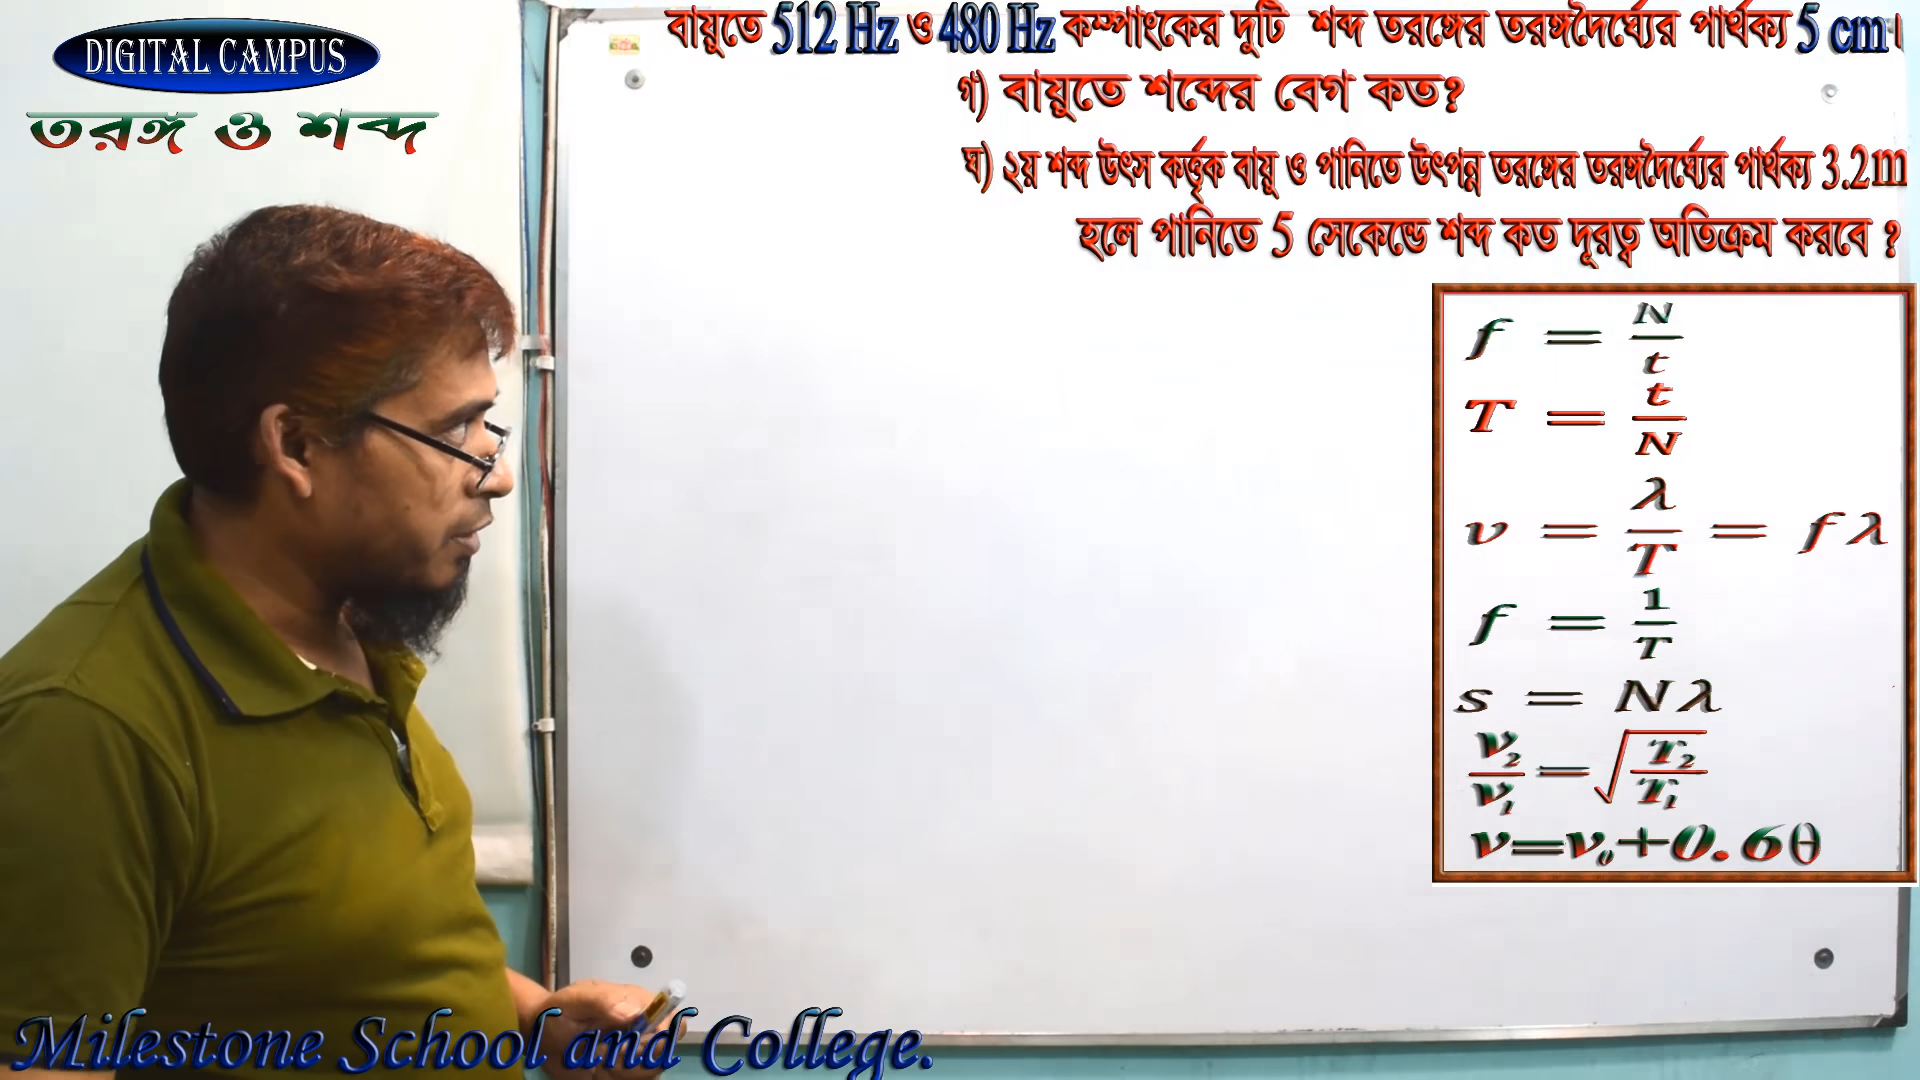 DIGITAL CAMPUS
তরঙ্গ ও শব্দ
বায়ুতে 512 Hz ও 480 Hz কম্পাংকের দুটি শব্দ তরঙ্গের তরঙ্গদৈর্ঘ্যের পার্থক্য 5 cm।
গ) বায়ুতে শব্দের বেগ কত?
ঘ) ২য় শব্দ উৎস কর্ত্তৃক বায়ু ও পানিতে উৎপন্ন তরঙ্গের তরঙ্গদৈর্ঘ্যের পার্থক্য 3.2m
হলে পানিতে 5 সেকেন্ডে শব্দ কত দূরত্ব অতিক্রম করবে ?
f = N/t
T = t/N
v = λ/T = fλ
f = 1/T
s = Nλ
v₂/v₁ = √(T₂/T₁)
v=v₀+0.6θ
Milestone School and College.